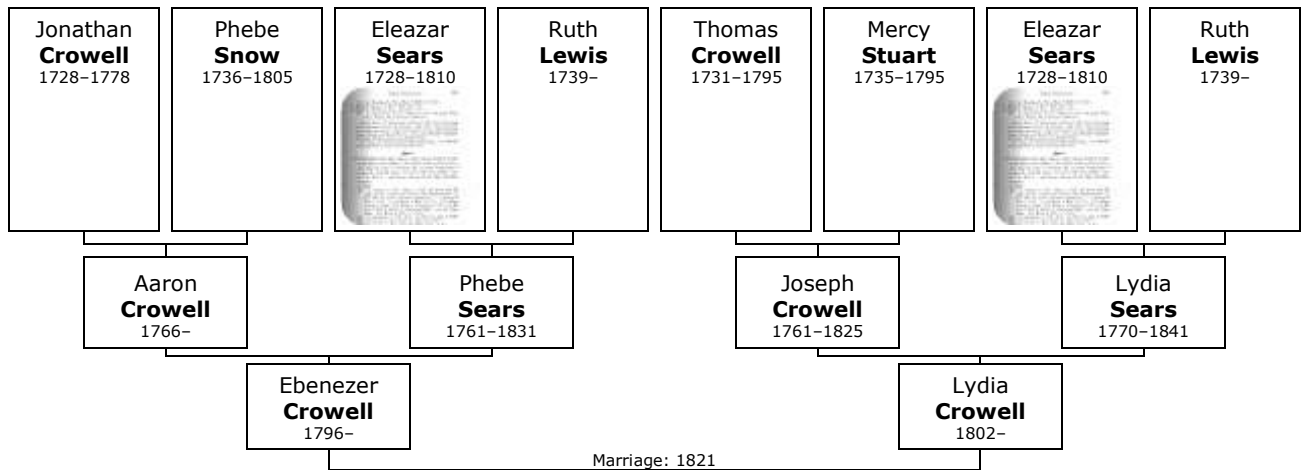 Jonathan
Crowell
1728–1778
Phebe
Snow
1736–1805
Eleazar
Sears
1728–1810
Ruth
Lewis
1739–
Thomas
Crowell
1731–1795
Mercy
Stuart
1735–1795
Eleazar
Sears
1728–1810
Ruth
Lewis
1739–
Aaron
Crowell
1766–
Phebe
Sears
1761–1831
Joseph
Crowell
1761–1825
Lydia
Sears
1770–1841
Ebenezer
Crowell
1796–
Lydia
Crowell
1802–
Marriage: 1821